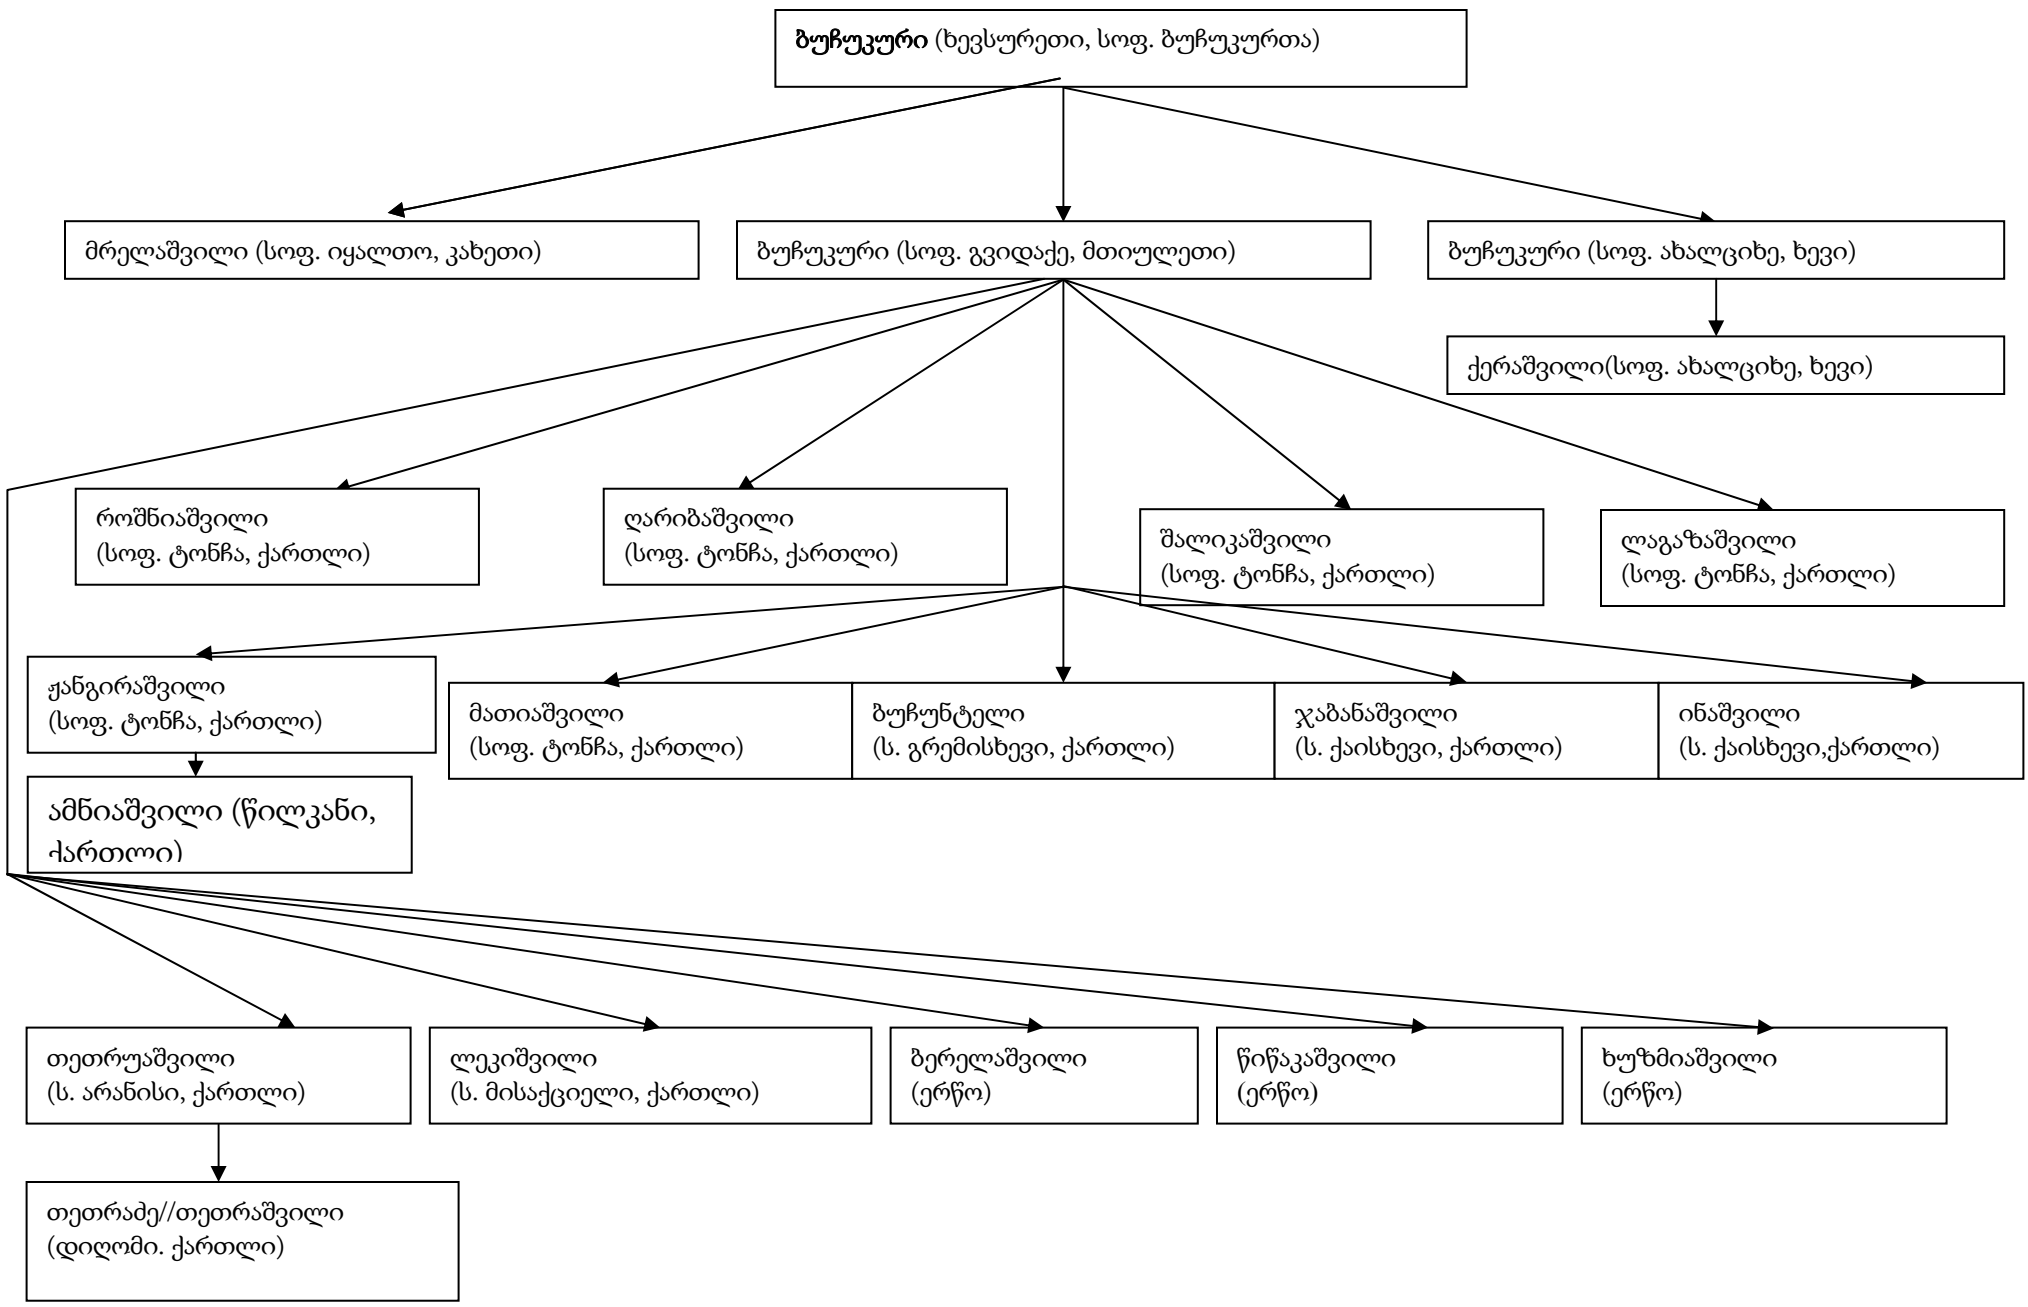 ბუჩუკური (ხევსურეთი, სოფ. ბუჩუკურთა)
მრელაშვილი (სოფ. იყალთო, კახეთი)
ბუჩუკური (სოფ. გვიდაქე, მთიულეთი)
ბუჩუკური (სოფ. ახალციხე, ხევი)
ქერაშვილი(სოფ. ახალციხე, ხევი)
როშნიაშვილი
(სოფ. ტონჩა, ქართლი)
ღარიბაშვილი
(სოფ. ტონჩა, ქართლი)
შალიკაშვილი
(სოფ. ტონჩა, ქართლი)
ლაგაზაშვილი
(სოფ. ტონჩა, ქართლი)
ჟანგირაშვილი
(სოფ. ტონჩა, ქართლი)
მათიაშვილი
(სოფ. ტონჩა, ქართლი)
ბუჩუნტელი
(ს. გრემისხევი, ქართლი)
ჯაბანაშვილი
(ს. ქაისხევი, ქართლი)
ინაშვილი
(ს. ქაისხევი,ქართლი)
ამნიაშვილი (წილკანი,
ქართლი)
თეთრუაშვილი
(ს. არანისი, ქართლი)
ლეკიშვილი
(ს. მისაქციელი, ქართლი)
ბერელაშვილი
(ერწო)
წიწაკაშვილი
(ერწო)
ხუზმიაშვილი
(ერწო)
თეთრაძე//თეთრაშვილი
(დიღომი. ქართლი)